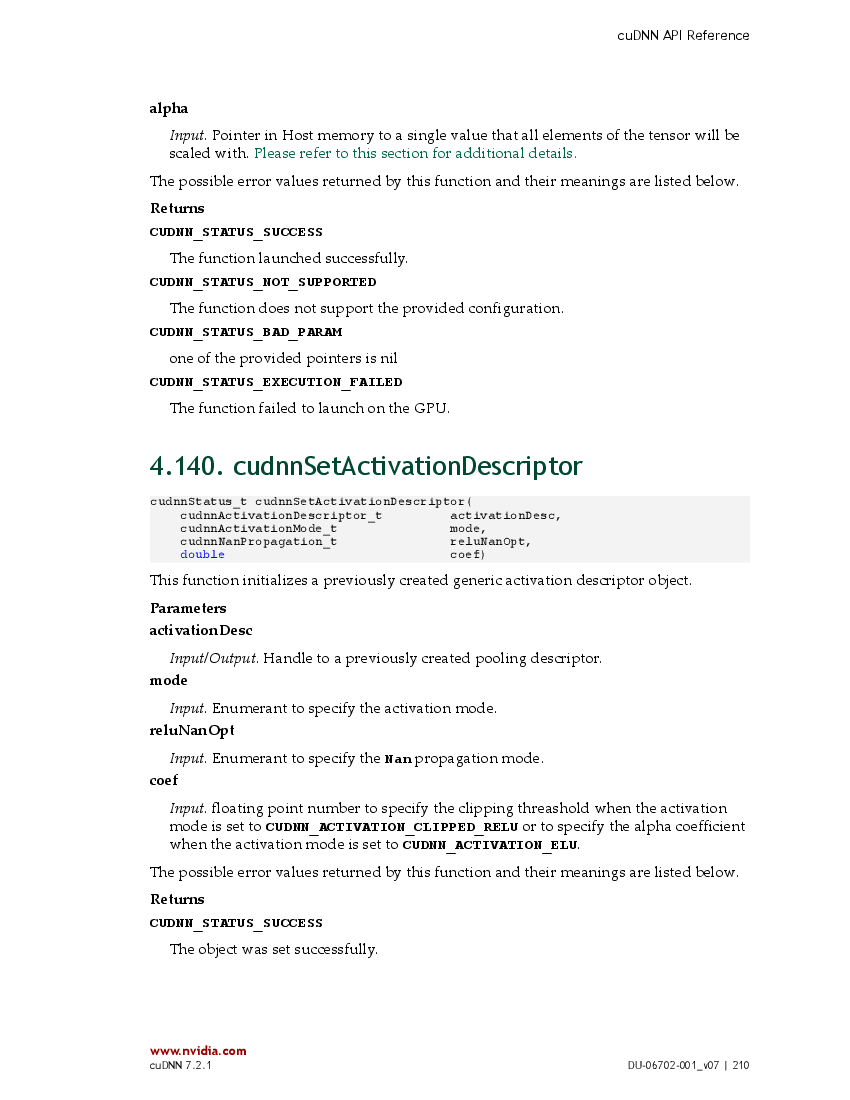 cuDNN API Reference
alpha
Input. Pointer in Host memory to a single value that all elements of the tensor will be
scaled with. Please refer to this section for additional details.
The possible error values returned by this function and their meanings are listed below.
Returns
CUDNN_STATUS_SUCCESS
The function launched successfully.
CUDNN_STATUS_NOT_SUPPORTED
The function does not support the provided configuration.
CUDNN_STATUS_BAD_PARAM
one of the provided pointers is nil
CUDNN_STATUS_EXECUTION_FAILED
The function failed to launch on the GPU.
4.140. cudnnSetActivationDescriptor
cudnnStatus_t cudnnSetActivationDescriptor(
cudnnActivationDescriptor_t activationDesc,
cudnnActivationMode_t mode,
cudnnNanPropagation_t reluNanOpt,
double coef)
This function initializes a previously created generic activation descriptor object.
Parameters
activationDesc
Input/Output. Handle to a previously created pooling descriptor.
mode
Input. Enumerant to specify the activation mode.
reluNanOpt
Input. Enumerant to specify the Nan propagation mode.
coef
Input. floating point number to specify the clipping threashold when the activation
mode is set to CUDNN_ACTIVATION_CLIPPED_RELU or to specify the alpha coefficient
when the activation mode is set to CUDNN_ACTIVATION_ELU.
The possible error values returned by this function and their meanings are listed below.
Returns
CUDNN_STATUS_SUCCESS
The object was set successfully.
www.nvidia.com
cuDNN 7.2.1 DU-06702-001_v07 | 210